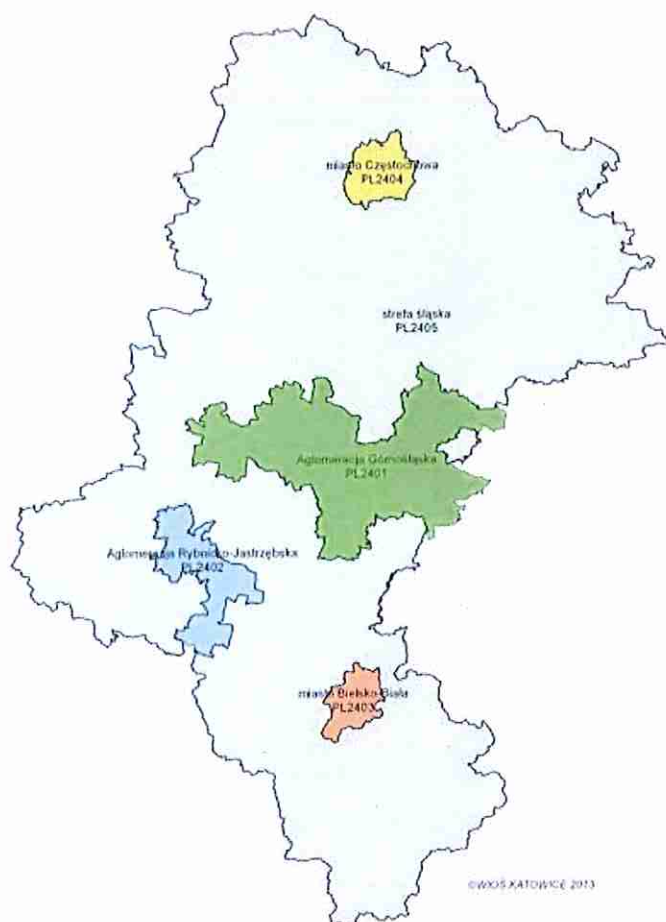 miasto Częstochowa
PL2404
strefa śląska
PL2405
Aglomeracja Górnośląska
PL2401
Aglomeracja Rybnicko-Jastrzębska
PL2402
miasto Bielsko-Biała
PL2403
©WIOŚ KATOWICE 2013